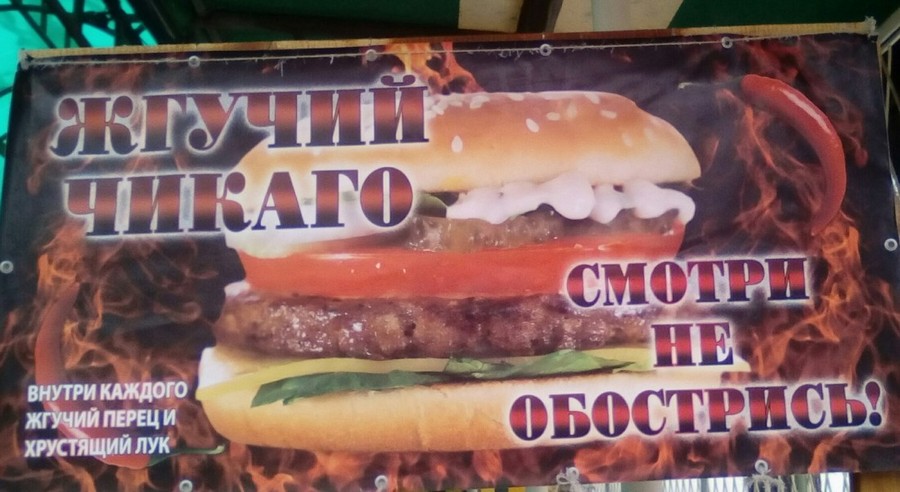 ЖГУЧИЙ
ЧИКАГО
СМОТРИ
НЕ
ОБОСТРИСЬ!
ВНУТРИ КАЖДОГО
ЖГУЧИЙ ПЕРЕЦ И
ХРУСТЯЩИЙ ЛУК